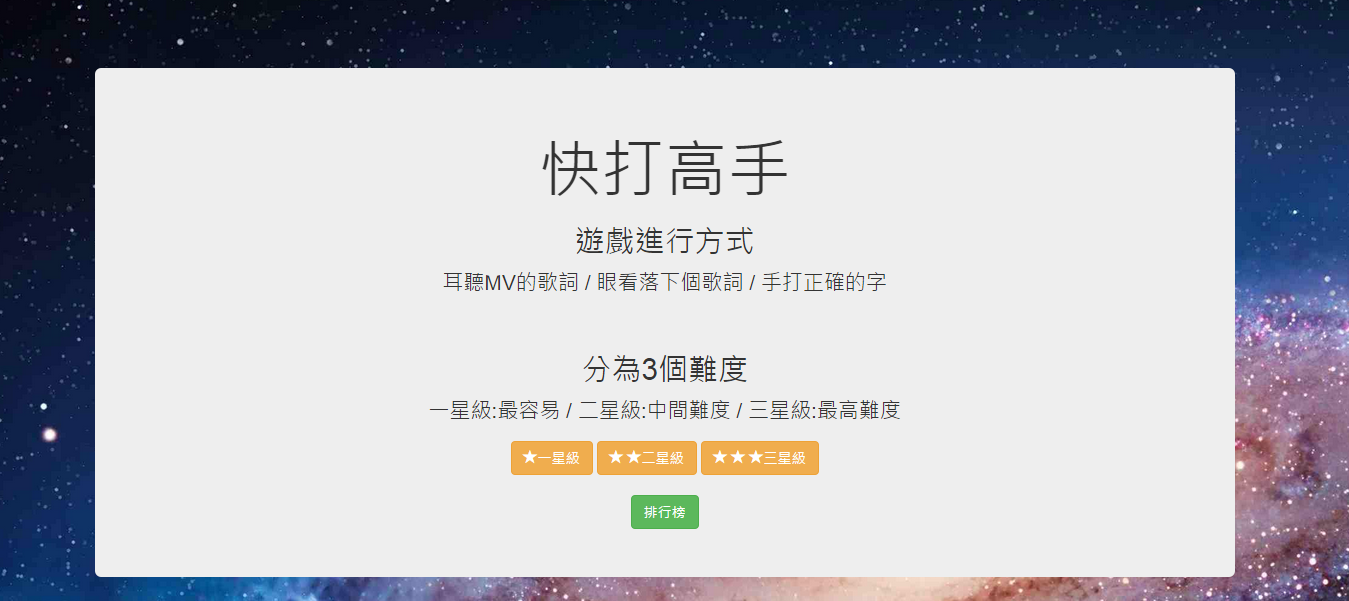 快打高手
遊戲進行方式
耳聽MV的歌詞 / 眼看落下個歌詞 / 手打正確的字
分為3個難度
一星級:最容易 / 二星級:中間難度 / 三星級:最高難度
★一星級 ★★二星級 ★★★三星級
排行榜